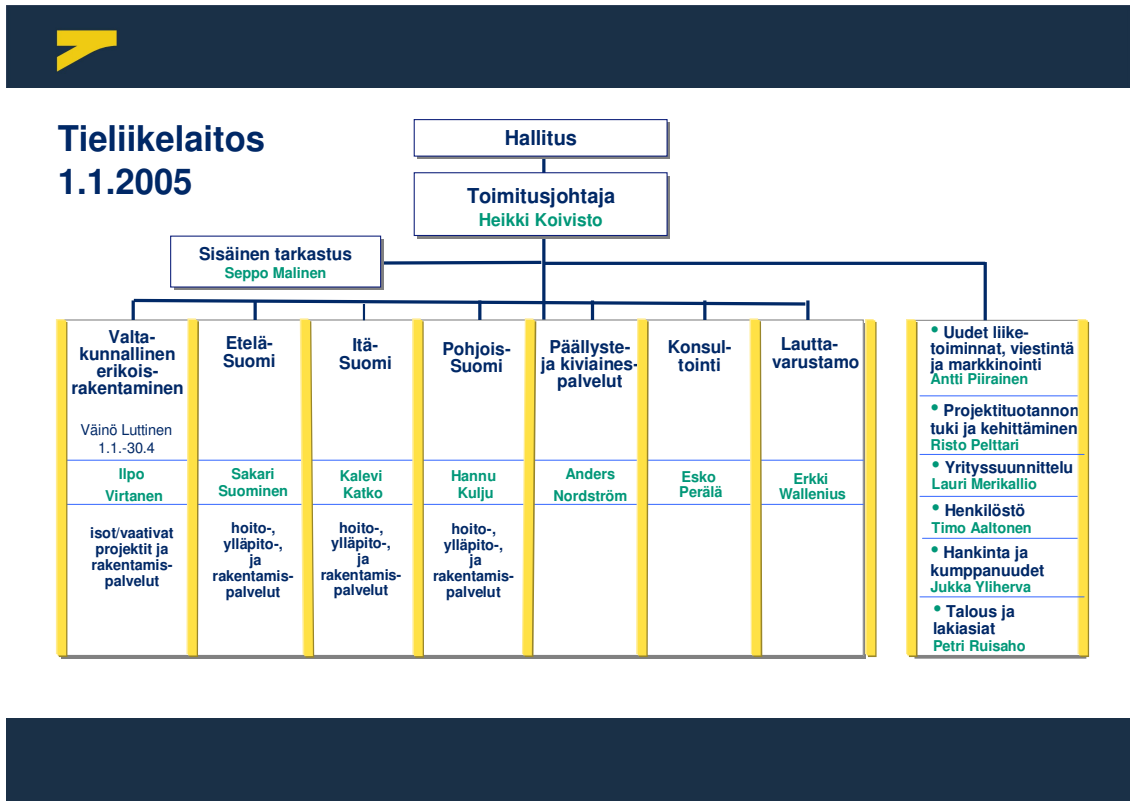 Tieliikelaitos
1.1.2005
Hallitus
Toimitusjohtaja
Heikki Koivisto
Sisäinen tarkastus
Seppo Malinen
Valta-
kunnallinen
erikois-
rakentaminen
Väinö Luttinen
1.1.-30.4
Ilpo
Virtanen
isot/vaativat
projektit ja
rakentamis-
palvelut
Etelä-
Suomi
Sakari
Suominen
hoito-,
ylläpito-,
ja
rakentamis-
palvelut
Itä-
Suomi
Kalevi
Katko
hoito-,
ylläpito-,
ja
rakentamis-
palvelut
Pohjois-
Suomi
Hannu
Kulju
hoito-,
ylläpito-,
ja
rakentamis-
palvelut
Päällyste-
ja kiviaines-
palvelut
Anders
Nordström
Konsul-
tointi
Esko
Perälä
Lautta-
varustamo
Erkki
Wallenius
• Uudet liike-
toiminnat, viestintä
ja markkinointi
Antti Piirainen
• Projektituotannon
tuki ja kehittäminen
Risto Pelttari
• Yrityssuunnittelu
Lauri Merikallio
• Henkilöstö
Timo Aaltonen
• Hankinta ja
kumppanuudet
Jukka Yliherva
• Talous ja
lakiasiat
Petri Ruisaho